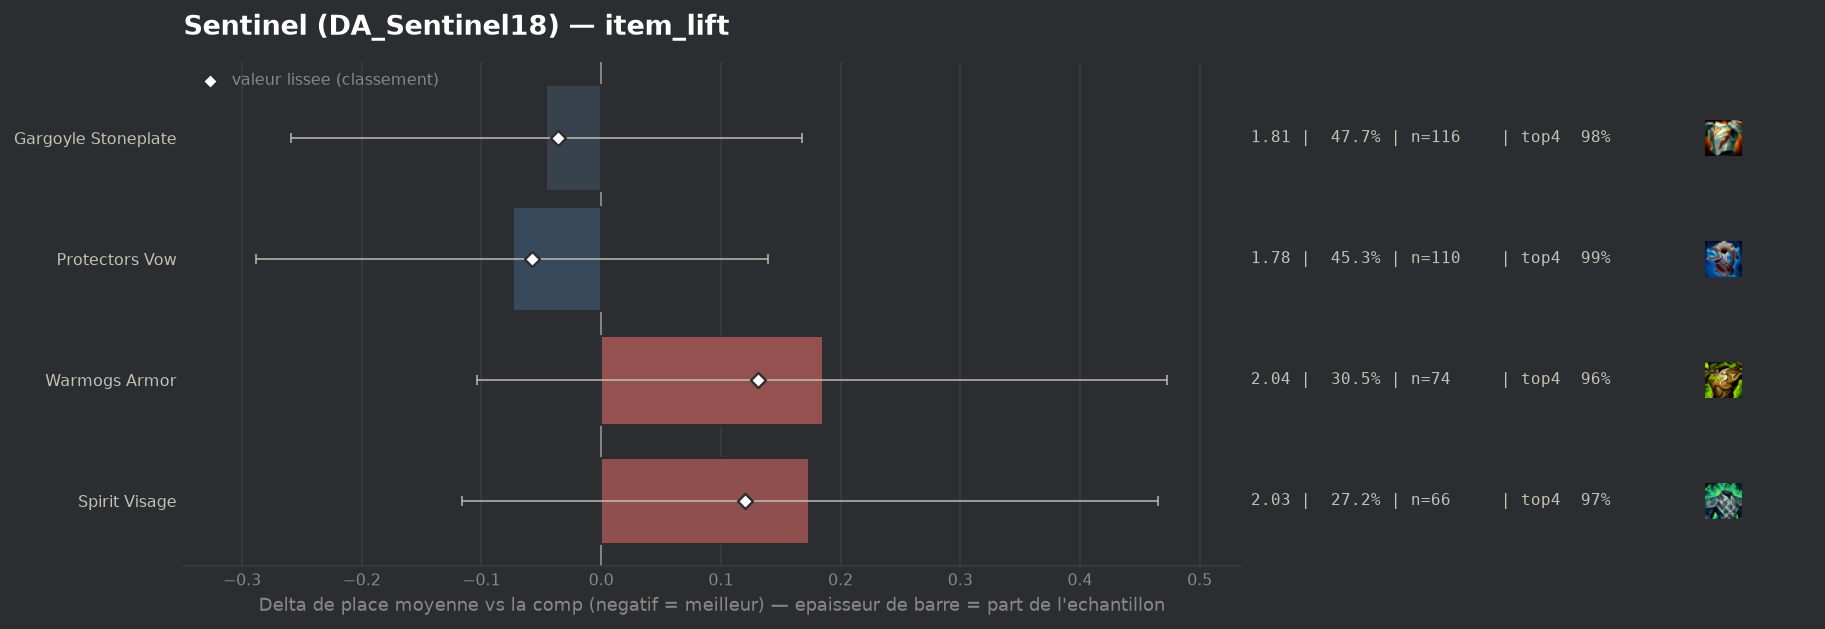 Sentinel (DA_Sentinel18) — item_lift
valeur lissee (classement)
Gargoyle Stoneplate 1.81 | 47.7% | n=116 | top4 98%
Protectors Vow 1.78 | 45.3% | n=110 | top4 99%
Warmogs Armor 2.04 | 30.5% | n=74 | top4 96%
Spirit Visage 2.03 | 27.2% | n=66 | top4 97%
−0.3 −0.2 −0.1 0.0 0.1 0.2 0.3 0.4 0.5
Delta de place moyenne vs la comp (negatif = meilleur) — epaisseur de barre = part de l'echantillon